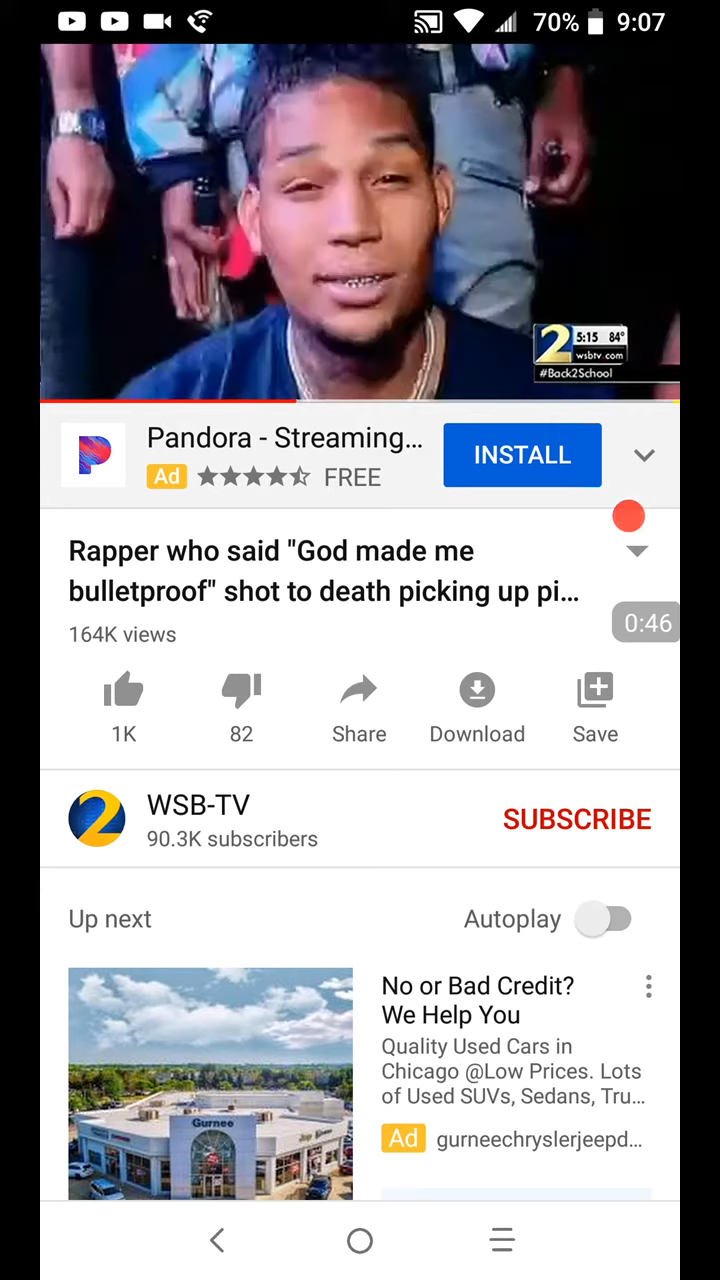 70% 9:07
2 5:15 84°
wsbtv.com
#Back2School
Pandora - Streaming...
INSTALL
Ad FREE
Rapper who said "God made me
bulletproof" shot to death picking up pi...
0:46
164K views
1K 82 Share Download Save
2 WSB-TV
90.3K subscribers
SUBSCRIBE
Up next Autoplay
No or Bad Credit?
We Help You
Quality Used Cars in
Chicago @Low Prices. Lots
of Used SUVs, Sedans, Tru...
Ad gurneechryslerjeepd...
Gurnee